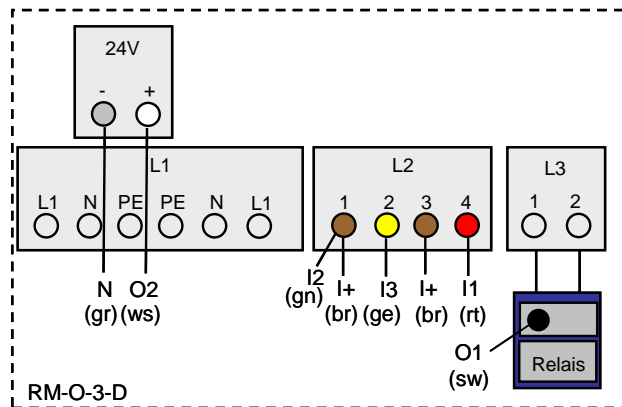 24V
- +
L1 L2 L3
L1 N PE PE N L1
1 2 3 4
1 2
N O2 I2 I+ I3 I+ I1
(gr) (ws) (gn) (br) (ge) (br) (rt)
O1
(sw)
Relais
RM-O-3-D